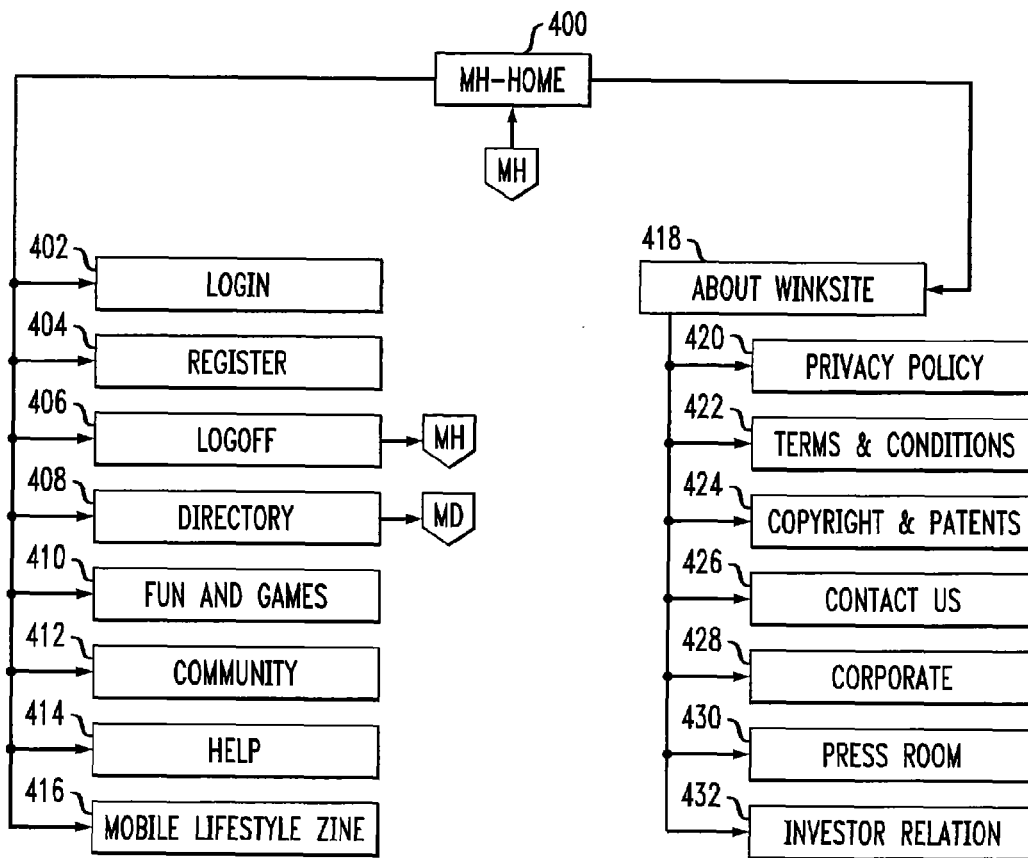 400
MH-HOME
MH
402
LOGIN
404
REGISTER
406
LOGOFF
MH
408
DIRECTORY
MD
410
FUN AND GAMES
412
COMMUNITY
414
HELP
416
MOBILE LIFESTYLE ZINE
418
ABOUT WINKSITE
420
PRIVACY POLICY
422
TERMS & CONDITIONS
424
COPYRIGHT & PATENTS
426
CONTACT US
428
CORPORATE
430
PRESS ROOM
432
INVESTOR RELATION